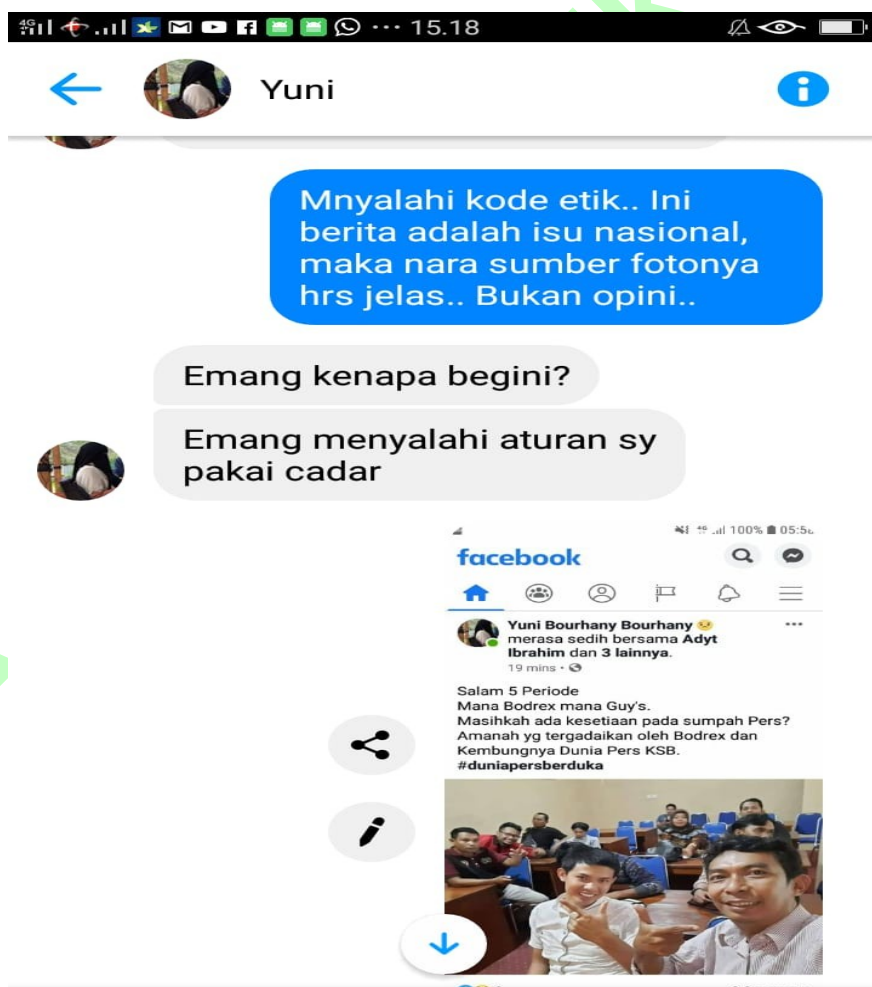 4G 15.18
Yuni
Mnyalahi kode etik.. Ini
berita adalah isu nasional,
maka nara sumber fotonya
hrs jelas.. Bukan opini..
Emang kenapa begini?
Emang menyalahi aturan sy
pakai cadar
100%
facebook
Yuni Bourhany Bourhany
merasa sedih bersama Adyt
Ibrahim dan 3 lainnya.
19 mins
Salam 5 Periode
Mana Bodrex mana Guy's.
Masihkah ada kesetiaan pada sumpah Pers?
Amanah yg tergadaikan oleh Bodrex dan
Kembungnya Dunia Pers KSB.
#duniapersberduka